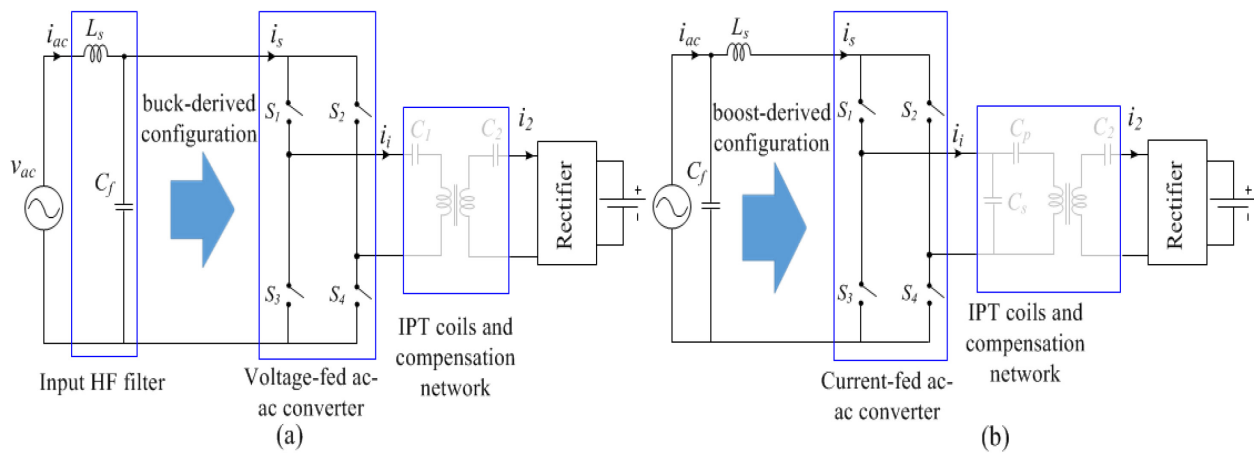 i_ac
L_s
i_s
buck-derived
configuration
S_1
S_2
i_i
C_1
C_2
i_2
v_ac
C_f
Rectifier
+
-
S_3
S_4
IPT coils and
compensation
network
Input HF filter
Voltage-fed ac-
ac converter
(a)
i_ac
L_s
i_s
boost-derived
configuration
S_1
S_2
i_i
C_p
C_2
i_2
C_f
C_s
Rectifier
+
-
S_3
S_4
IPT coils and
compensation
network
Current-fed ac-
ac converter
(b)